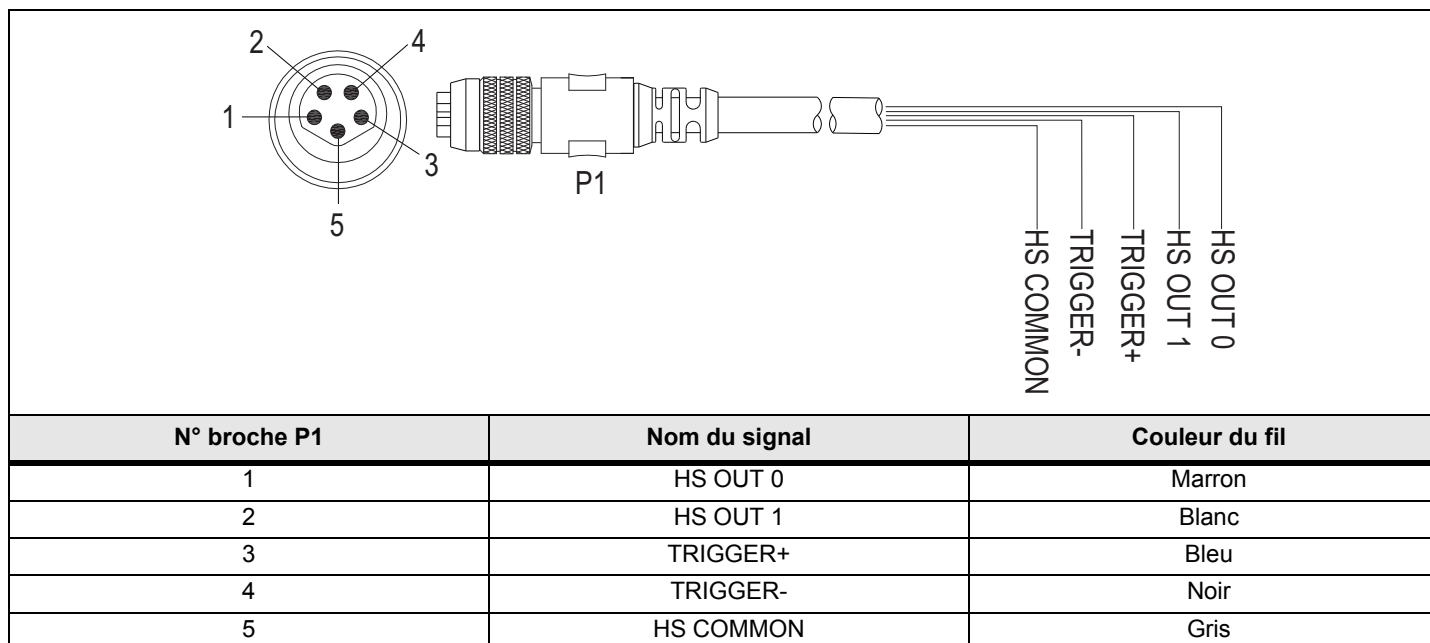 2 4
1
3
5
P1
HS COMMON
TRIGGER-
TRIGGER+
HS OUT 1
HS OUT 0
N° broche P1 Nom du signal Couleur du fil
1 HS OUT 0 Marron
2 HS OUT 1 Blanc
3 TRIGGER+ Bleu
4 TRIGGER- Noir
5 HS COMMON Gris